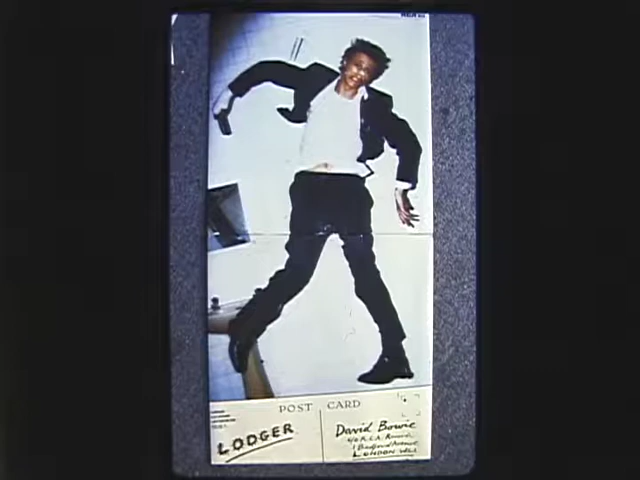 POST CARD
LODGER
David Bowie
c/o R.C.A. Records
1 Bedford Avenue
LONDON WC1